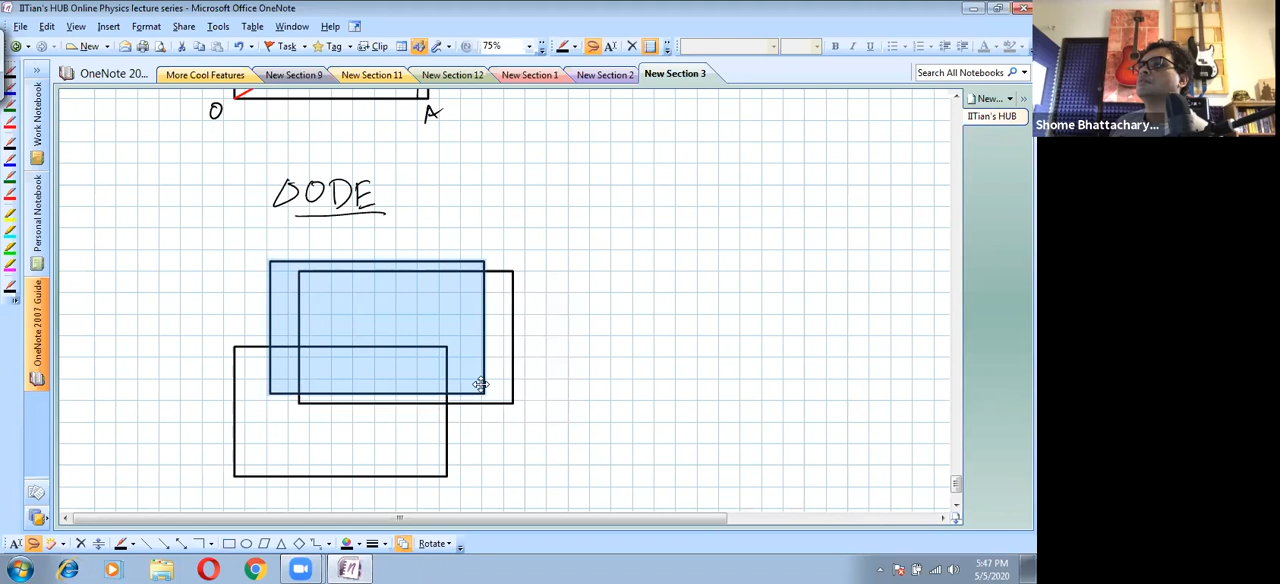 IITian's HUB Online Physics lecture series - Microsoft Office OneNote
File Edit View Insert Format Share Tools Table Window Help
New Task Tag Clip 75% A B I U A
OneNote 20... More Cool Features New Section 9 New Section 11 New Section 12 New Section 1 New Section 2 New Section 3 Search All Notebooks
Work Notebook
Personal Notebook
OneNote 2007 Guide
New...
IITian's HUB
Shome Bhattachary...
O A
△ODE
Rotate
5:47 PM
5/5/2020